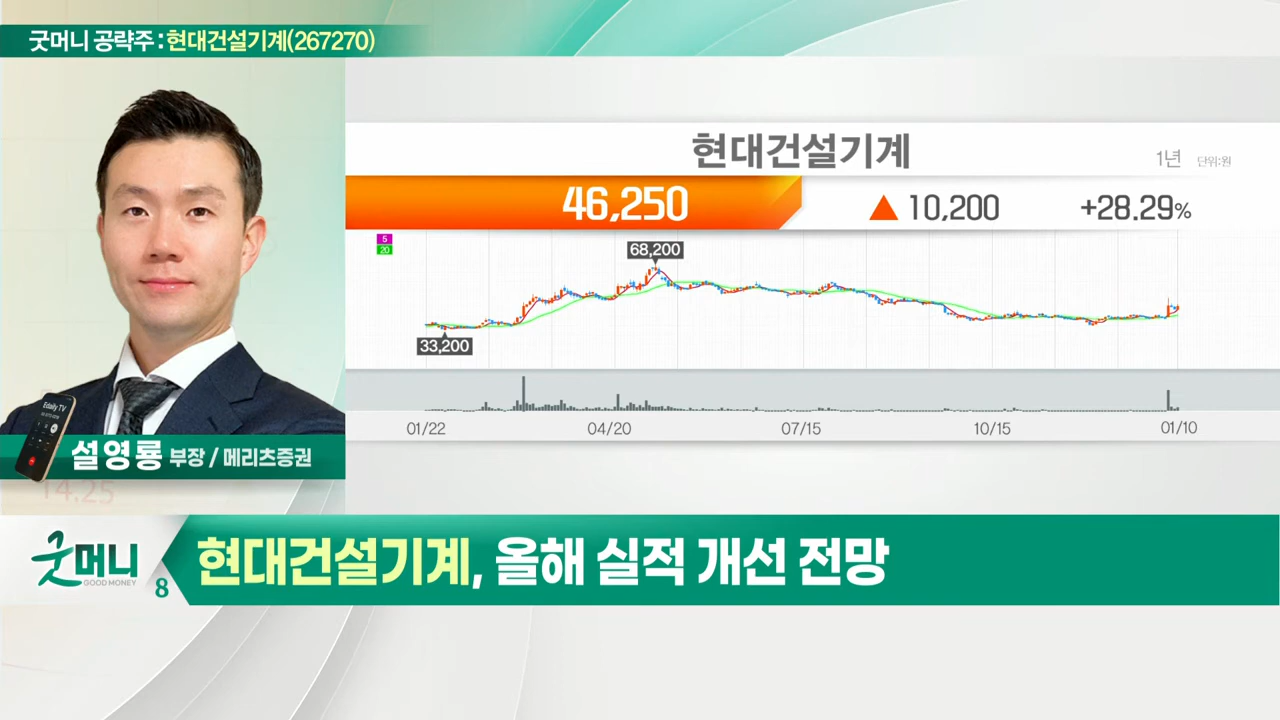 굿머니 공략주 : 현대건설기계(267270)
현대건설기계
1년 단위:원
46,250 ▲ 10,200 +28.29%
5
20
68,200
33,200
01/22 04/20 07/15 10/15 01/10
Edaily TV
설영룡 부장 / 메리츠증권
14.25
굿머니
GOOD MONEY
8
현대건설기계, 올해 실적 개선 전망